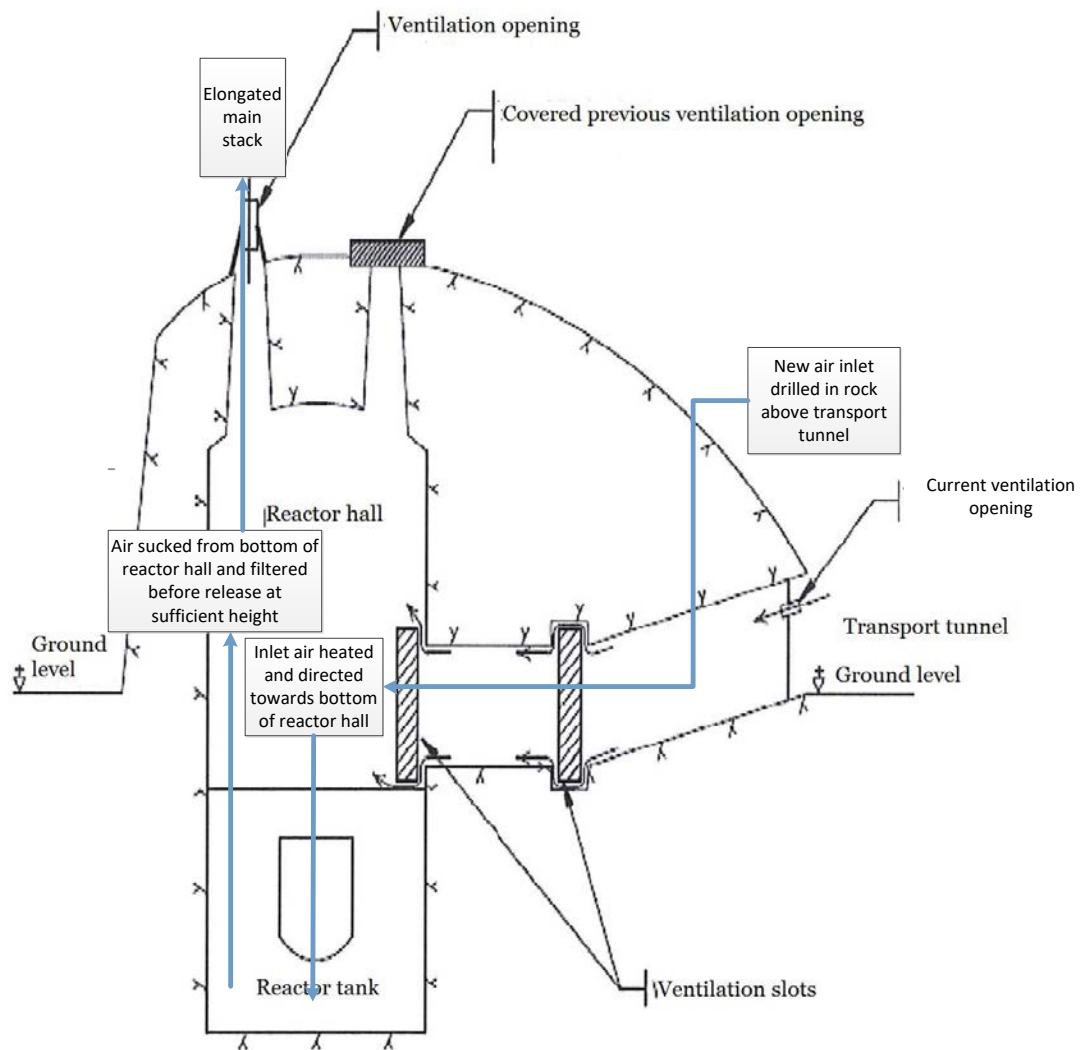 Ventilation opening
Elongated
main
stack
Covered previous ventilation opening
New air inlet
drilled in rock
above transport
tunnel
Current ventilation
opening
Reactor hall
Air sucked from bottom of
reactor hall and filtered
before release at
sufficient height
Transport tunnel
Ground
level
Inlet air heated
and directed
towards bottom
of reactor hall
Ground level
Reactor tank
Ventilation slots